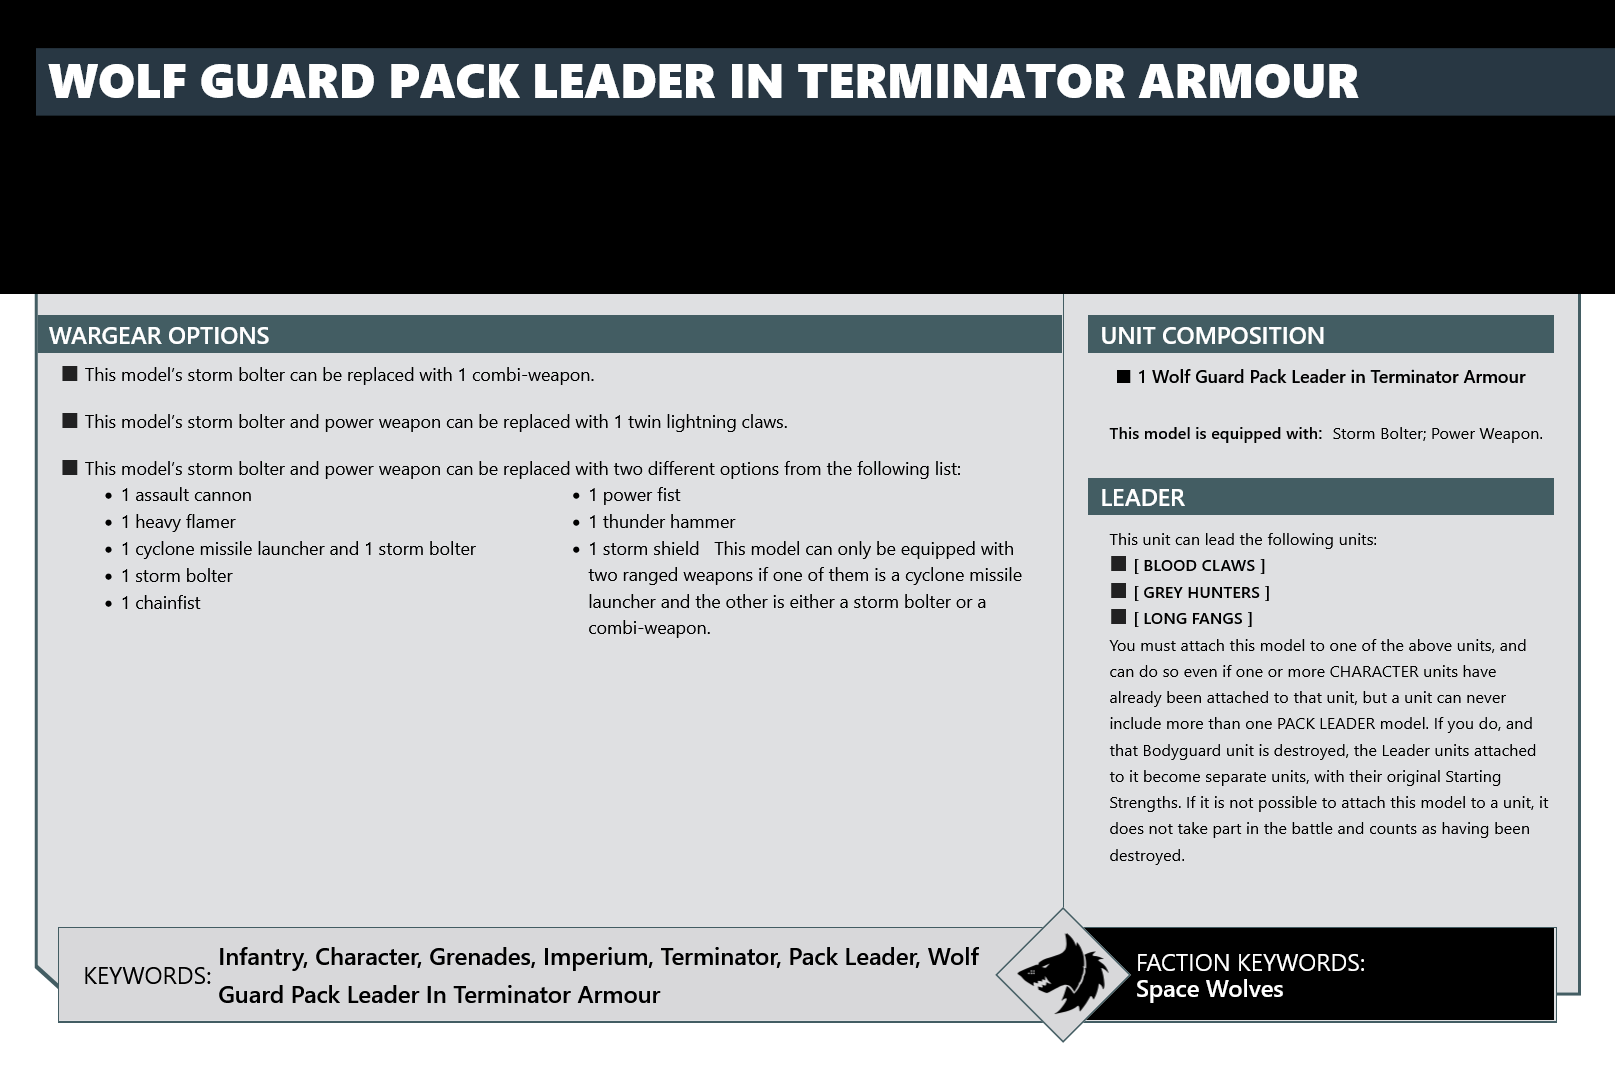 WOLF GUARD PACK LEADER IN TERMINATOR ARMOUR
WARGEAR OPTIONS
This model’s storm bolter can be replaced with 1 combi-weapon.
This model’s storm bolter and power weapon can be replaced with 1 twin lightning claws.
This model’s storm bolter and power weapon can be replaced with two different options from the following list:
• 1 assault cannon
• 1 heavy flamer
• 1 cyclone missile launcher and 1 storm bolter
• 1 storm bolter
• 1 chainfist
• 1 power fist
• 1 thunder hammer
• 1 storm shield This model can only be equipped with
two ranged weapons if one of them is a cyclone missile
launcher and the other is either a storm bolter or a
combi-weapon.
UNIT COMPOSITION
1 Wolf Guard Pack Leader in Terminator Armour
This model is equipped with: Storm Bolter; Power Weapon.
LEADER
This unit can lead the following units:
[ BLOOD CLAWS ]
[ GREY HUNTERS ]
[ LONG FANGS ]
You must attach this model to one of the above units, and
can do so even if one or more CHARACTER units have
already been attached to that unit, but a unit can never
include more than one PACK LEADER model. If you do, and
that Bodyguard unit is destroyed, the Leader units attached
to it become separate units, with their original Starting
Strengths. If it is not possible to attach this model to a unit, it
does not take part in the battle and counts as having been
destroyed.
KEYWORDS:
Infantry, Character, Grenades, Imperium, Terminator, Pack Leader, Wolf
Guard Pack Leader In Terminator Armour
FACTION KEYWORDS:
Space Wolves